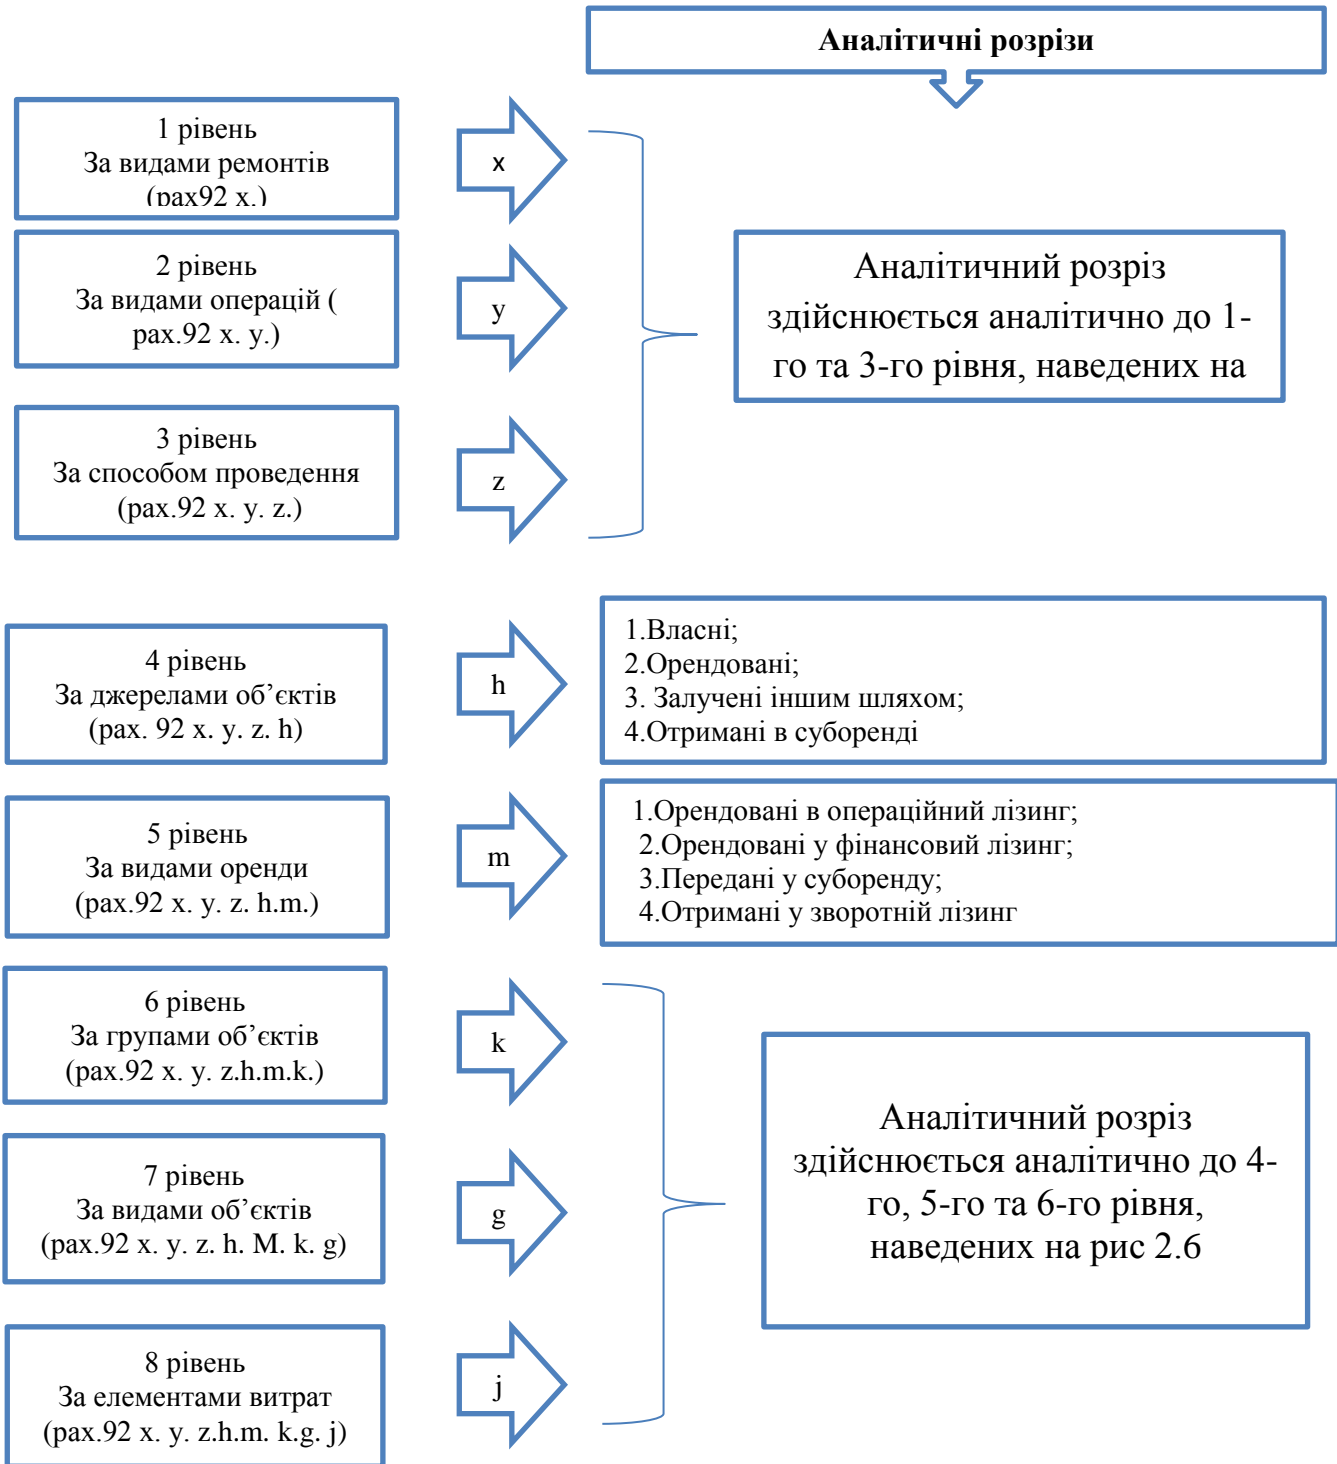 Аналітичні розрізи
1 рівень
За видами ремонтів
(рах92 х.)
x
2 рівень
За видами операцій (
рах.92 х. у.)
y
3 рівень
За способом проведення
(рах.92 х. у. z.)
z
Аналітичний розріз
здійснюється аналітично до 1-
го та 3-го рівня, наведених на
4 рівень
За джерелами об’єктів
(рах. 92 х. у. z. h)
h
1.Власні;
2.Орендовані;
3. Залучені іншим шляхом;
4.Отримані в суборенді
5 рівень
За видами оренди
(рах.92 х. у. z. h.m.)
m
1.Орендовані в операційний лізинг;
2.Орендовані у фінансовий лізинг;
3.Передані у суборенду;
4.Отримані у зворотній лізинг
6 рівень
За групами об’єктів
(рах.92 х. у. z.h.m.k.)
k
7 рівень
За видами об’єктів
(рах.92 х. у. z. h. М. k. g)
g
8 рівень
За елементами витрат
(рах.92 х. у. z.h.m. k.g. j)
j
Аналітичний розріз
здійснюється аналітично до 4-
го, 5-го та 6-го рівня,
наведених на рис 2.6